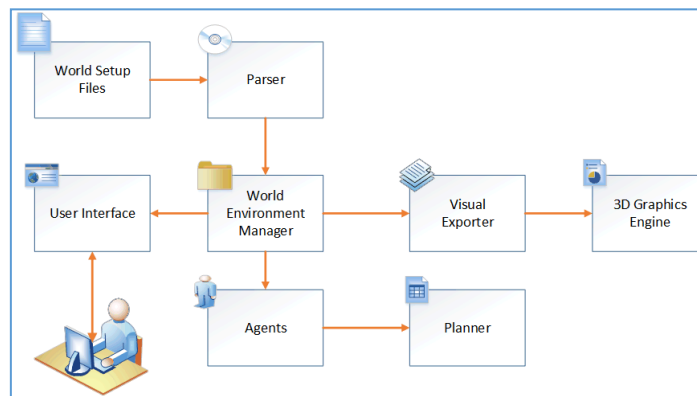 World Setup
Files
Parser
User Interface
World
Environment
Manager
Visual
Exporter
3D Graphics
Engine
Agents
Planner